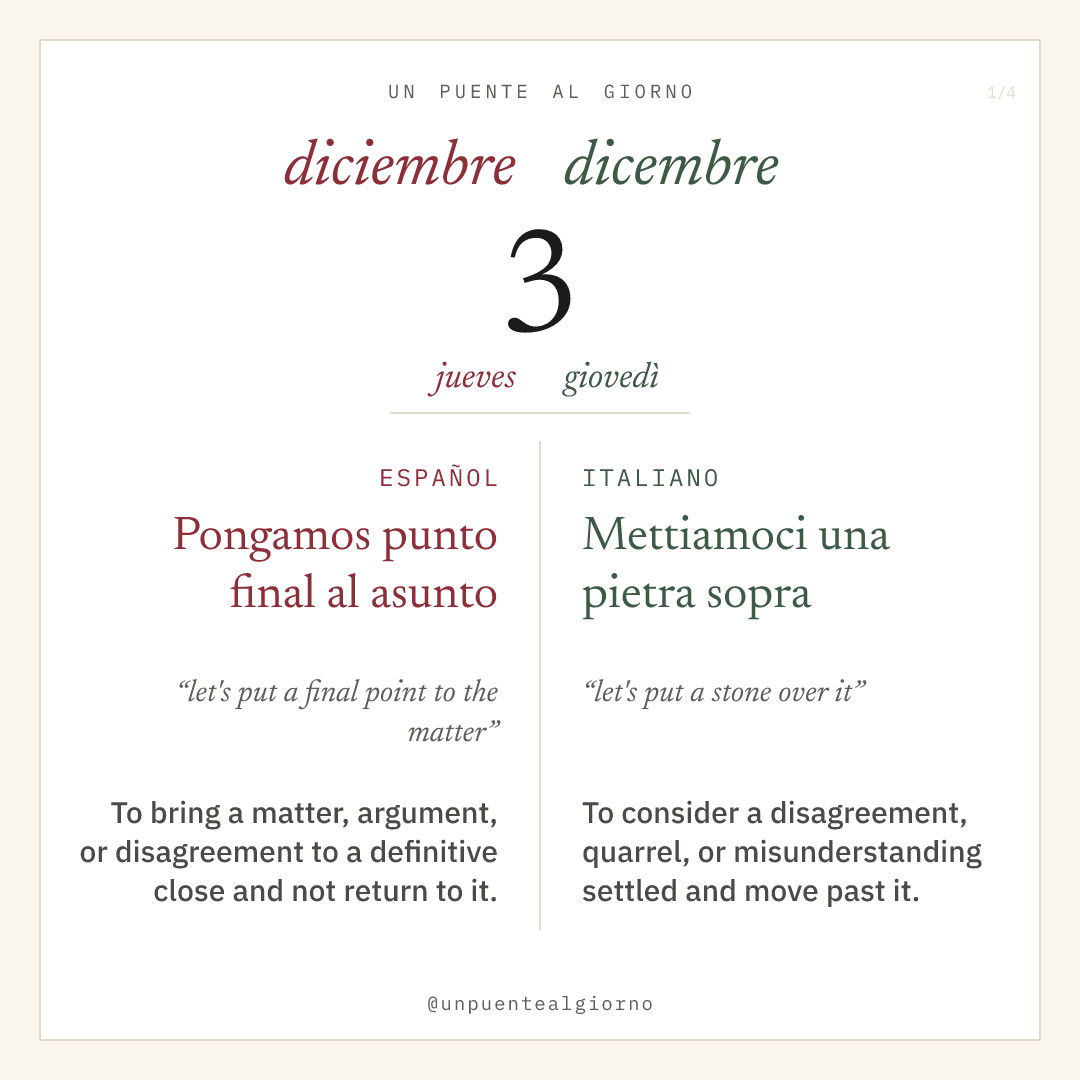 UN PUENTE AL GIORNO
1/4
diciembre dicembre
3
jueves giovedì
ESPAÑOL
Pongamos punto
final al asunto
“let's put a final point to the
matter”
To bring a matter, argument,
or disagreement to a definitive
close and not return to it.
ITALIANO
Mettiamoci una
pietra sopra
“let's put a stone over it”
To consider a disagreement,
quarrel, or misunderstanding
settled and move past it.
@unpuentealgiorno